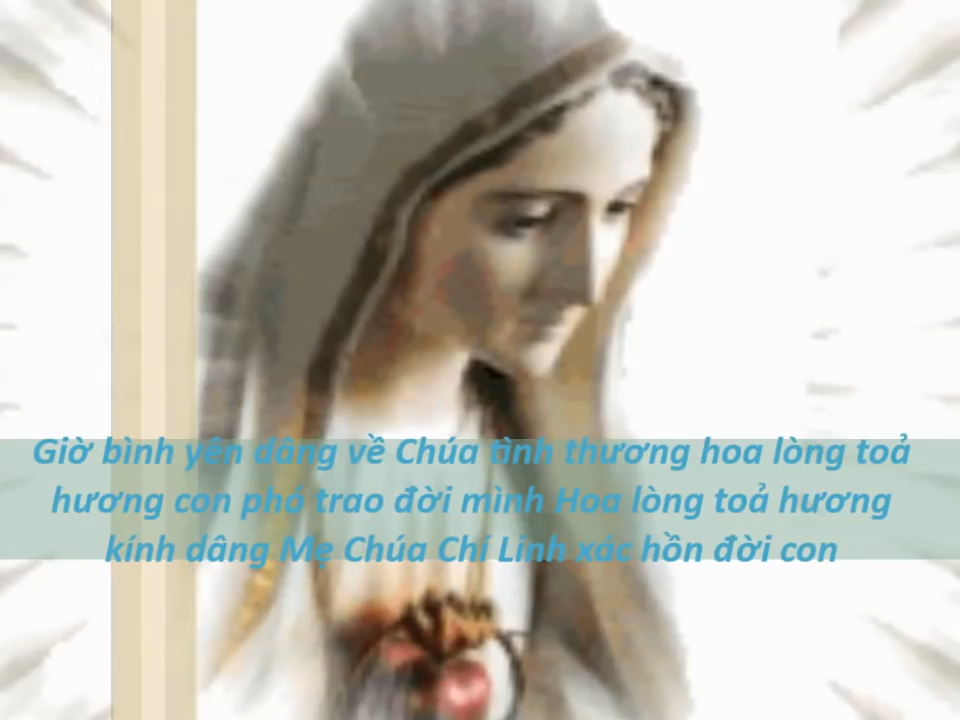 Giờ bình yên dâng về Chúa tình thương hoa lòng toả
hương con phó trao đời mình Hoa lòng toả hương
kính dâng Mẹ Chúa Chí Linh xác hồn đời con